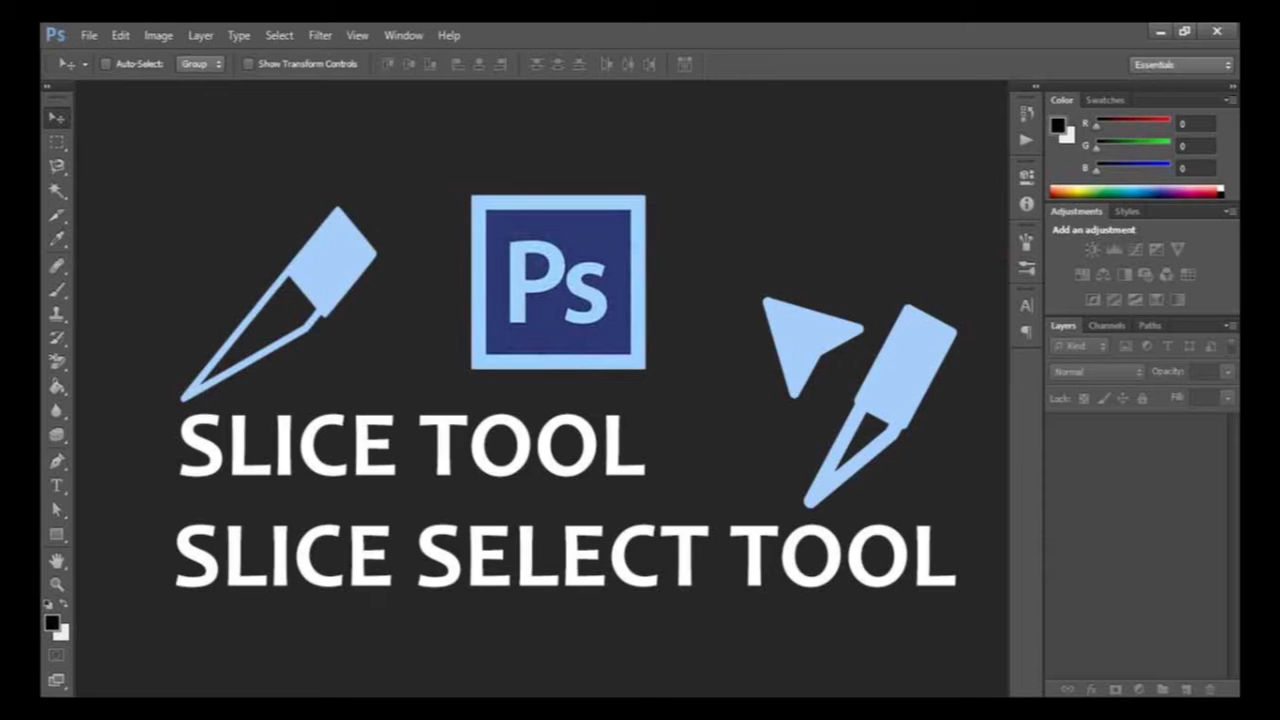 Ps File Edit Image Layer Type Select Filter View Window Help
Auto-Select: Group Show Transform Controls Essentials
Color Swatches
R 0
G 0
B 0
Adjustments Styles
Add an adjustment
Ps
Layers Channels Paths
Kind T
Normal Opacity:
Lock: Fill:
SLICE TOOL
SLICE SELECT TOOL
T